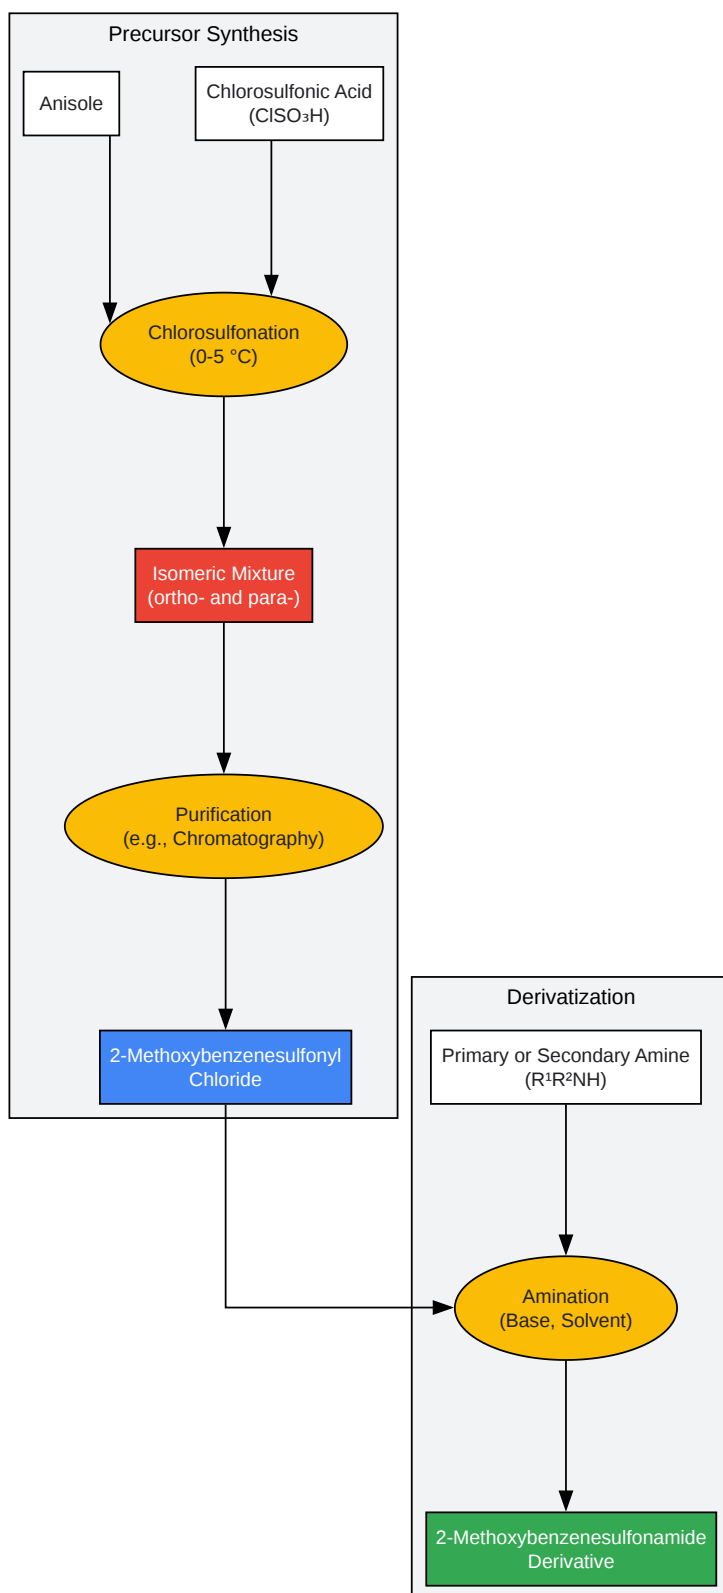 Precursor Synthesis
Anisole
Chlorosulfonic Acid
(ClSO₃H)
Chlorosulfonation
(0-5 °C)
Isomeric Mixture
(ortho- and para-)
Purification
(e.g., Chromatography)
2-Methoxybenzenesulfonyl
Chloride
Derivatization
Primary or Secondary Amine
(R¹R²NH)
Amination
(Base, Solvent)
2-Methoxybenzenesulfonamide
Derivative